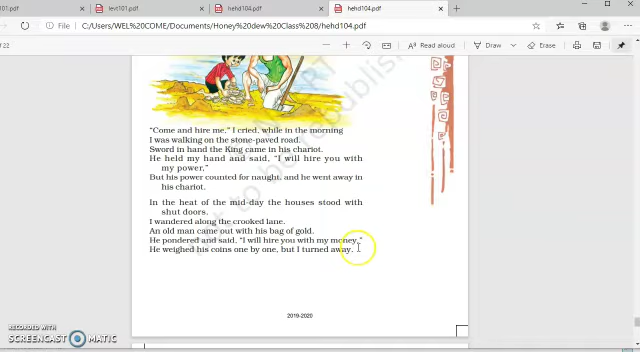 levt101.pdf
hehd104.pdf
hehd104.pdf
File
C:/Users/WEL%20COME/Documents/Honey%20dew%20Class%208/hehd104.pdf
of 22
Read aloud
Draw
Erase
"Come and hire me," I cried, while in the morning
I was walking on the stone-paved road.
Sword in hand the King came in his chariot.
He held my hand and said, "I will hire you with
my power,"
But his power counted for naught, and he went away in
his chariot.
In the heat of the mid-day the houses stood with
shut doors.
I wandered along the crooked lane.
An old man came out with his bag of gold.
He pondered and said, "I will hire you with my money,"
He weighed his coins one by one, but I turned away.
2019-2020
RECORDED WITH
SCREENCAST MATIC